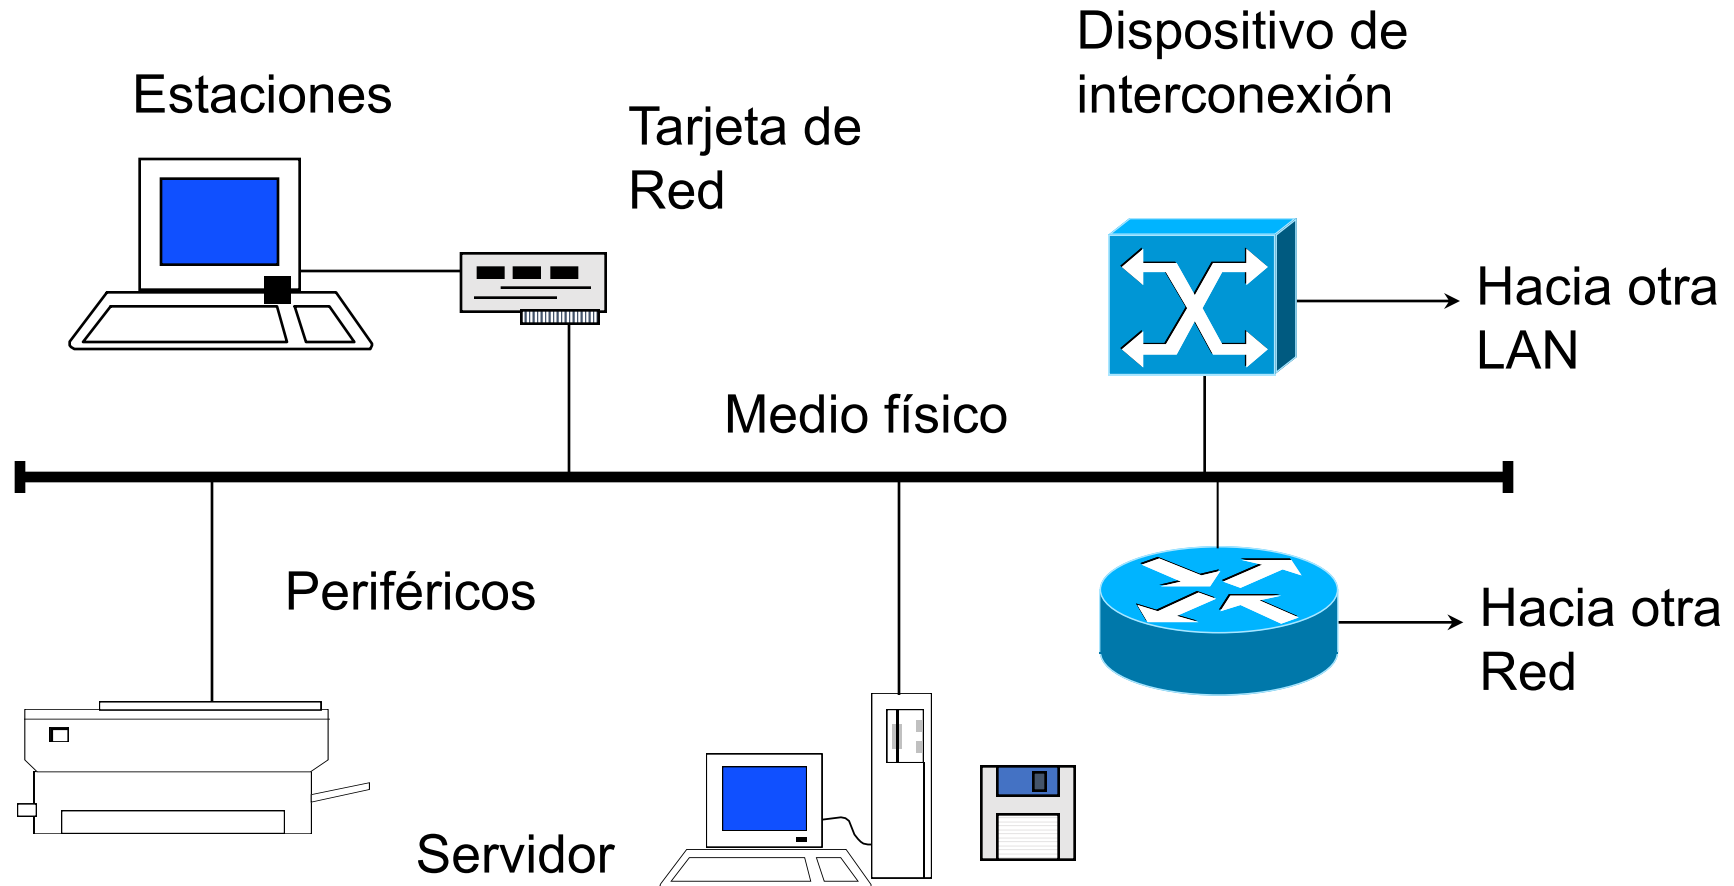 Dispositivo de
interconexión
Estaciones
Tarjeta de
Red
Hacia otra
LAN
Medio físico
Periféricos
Hacia otra
Red
Servidor